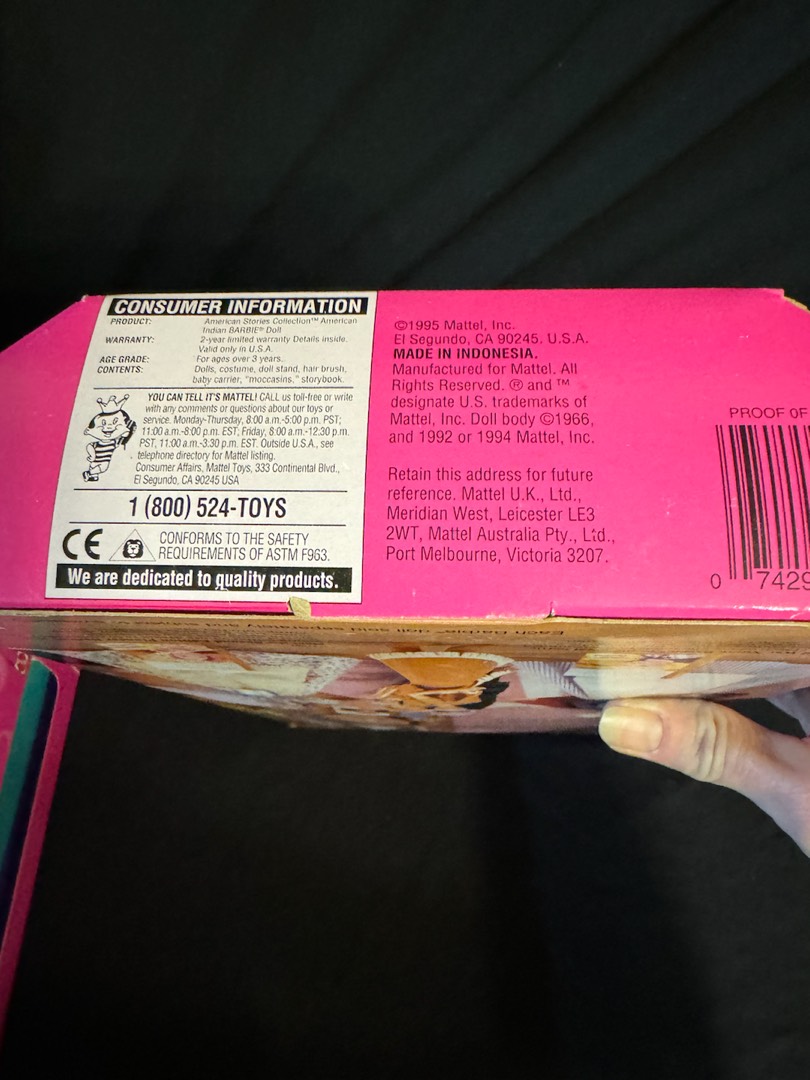 CONSUMER INFORMATION
PRODUCT: American Stories Collection™ American
Indian BARBIE® Doll
WARRANTY: 2-year limited warranty Details inside.
Valid only in U.S.A.
AGE GRADE: For ages over 3 years.
CONTENTS: Dolls, costume, doll stand, hair brush,
baby carrier, "moccasins," storybook.
YOU CAN TELL IT'S MATTEL! CALL us toll-free or write
with any comments or questions about our toys or
service. Monday-Thursday, 8:00 a.m.-5:00 p.m. PST;
11:00 a.m.-8:00 p.m. EST; Friday, 8:00 a.m.-12:30 p.m.
PST, 11:00 a.m.-3:30 p.m. EST. Outside U.S.A., see
telephone directory for Mattel listing.
Consumer Affairs, Mattel Toys, 333 Continental Blvd.,
El Segundo, CA 90245 USA
1 (800) 524-TOYS
CE
CONFORMS TO THE SAFETY
REQUIREMENTS OF ASTM F963.
We are dedicated to quality products.
©1995 Mattel, Inc.
El Segundo, CA 90245, U.S.A.
MADE IN INDONESIA.
Manufactured for Mattel. All
Rights Reserved. ® and ™
designate U.S. trademarks of
Mattel, Inc. Doll body ©1966,
and 1992 or 1994 Mattel, Inc.
Retain this address for future
reference. Mattel U.K., Ltd.,
Meridian West, Leicester LE3
2WT, Mattel Australia Pty., Ltd.,
Port Melbourne, Victoria 3207.
PROOF OF
0 7429
Each Barbie® doll sold separately